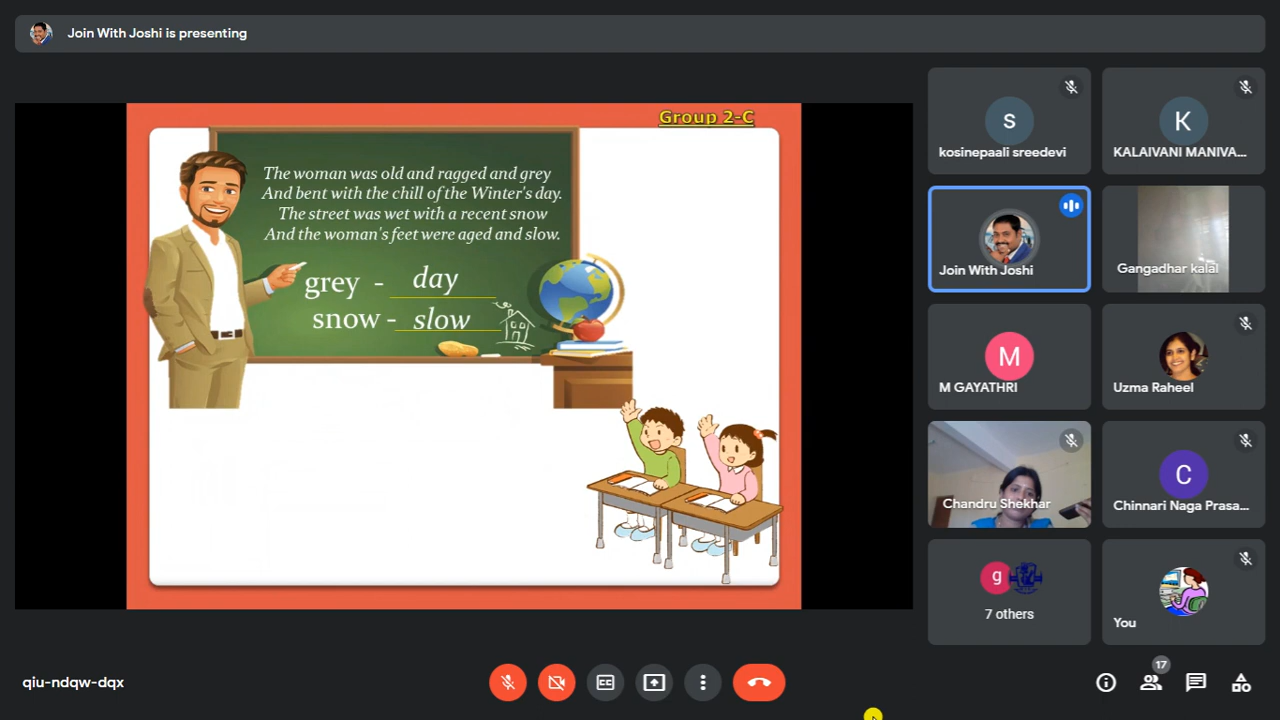 Join With Joshi is presenting
Group 2-C
The woman was old and ragged and grey
And bent with the chill of the Winter's day.
The street was wet with a recent snow
And the woman's feet were aged and slow.
grey - day
snow - slow
s
kosinepaali sreedevi
K
KALAIVANI MANIVA...
Join With Joshi
Gangadhar kalal
M
M GAYATHRI
Uzma Raheel
Chandru Shekhar
C
Chinnari Naga Prasa...
g
7 others
You
qiu-ndqw-dqx
CC
17